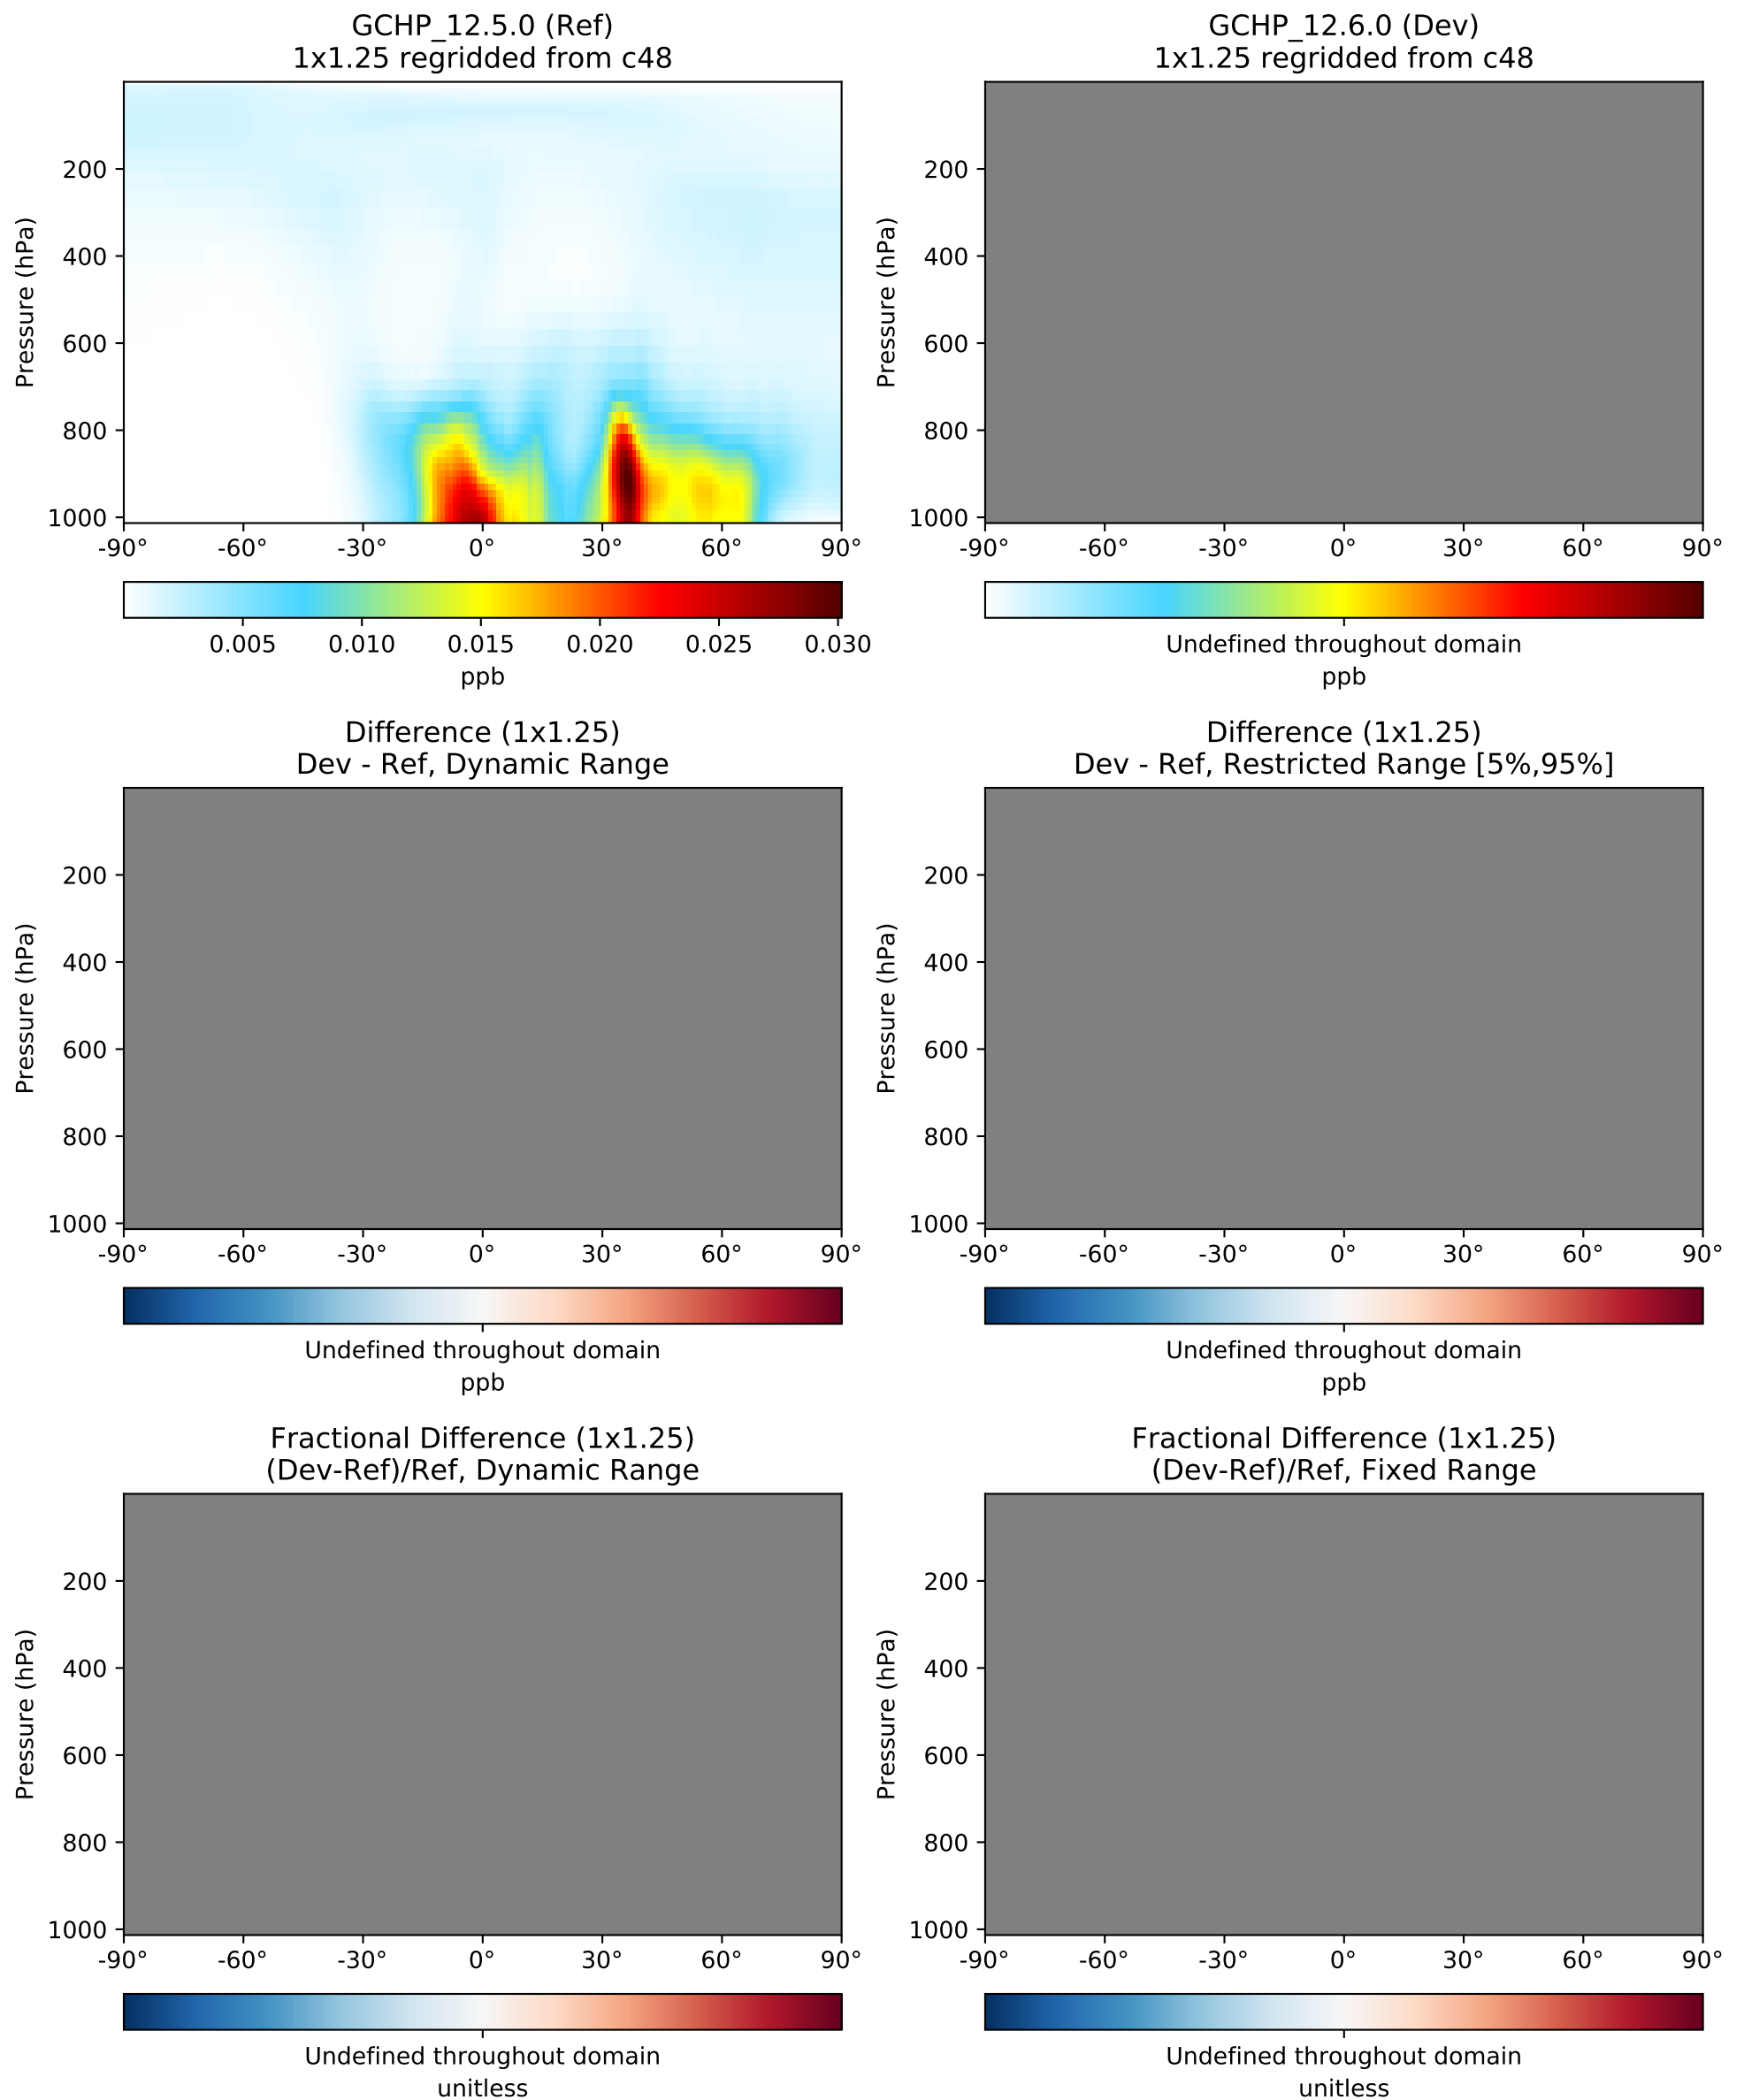 GCHP_12.5.0 (Ref)
1x1.25 regridded from c48
Pressure (hPa)
200
400
600
800
1000
-90° -60° -30° 0° 30° 60° 90°
0.005 0.010 0.015 0.020 0.025 0.030
ppb
GCHP_12.6.0 (Dev)
1x1.25 regridded from c48
Pressure (hPa)
200
400
600
800
1000
-90° -60° -30° 0° 30° 60° 90°
Undefined throughout domain
ppb
Difference (1x1.25)
Dev - Ref, Dynamic Range
Pressure (hPa)
200
400
600
800
1000
-90° -60° -30° 0° 30° 60° 90°
Undefined throughout domain
ppb
Difference (1x1.25)
Dev - Ref, Restricted Range [5%,95%]
Pressure (hPa)
200
400
600
800
1000
-90° -60° -30° 0° 30° 60° 90°
Undefined throughout domain
ppb
Fractional Difference (1x1.25)
(Dev-Ref)/Ref, Dynamic Range
Pressure (hPa)
200
400
600
800
1000
-90° -60° -30° 0° 30° 60° 90°
Undefined throughout domain
unitless
Fractional Difference (1x1.25)
(Dev-Ref)/Ref, Fixed Range
Pressure (hPa)
200
400
600
800
1000
-90° -60° -30° 0° 30° 60° 90°
Undefined throughout domain
unitless